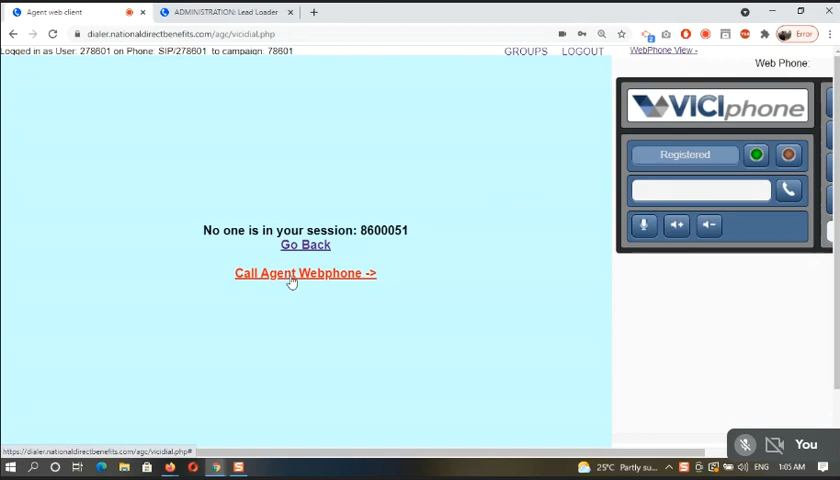 Agent web client
ADMINISTRATION: Lead Loader
dialer.nationaldirectbenefits.com/agc/vicidial.php
Error
Logged in as User: 278601 on Phone: SIP/278601 to campaign: 78601
GROUPS
LOGOUT
WebPhone View -
Web Phone:
VICIphone
Registered
No one is in your session: 8600051
Go Back
Call Agent Webphone ->
You
https://dialer.nationaldirectbenefits.com/agc/vicidial.php#
25°C Partly su...
ENG
1:05 AM